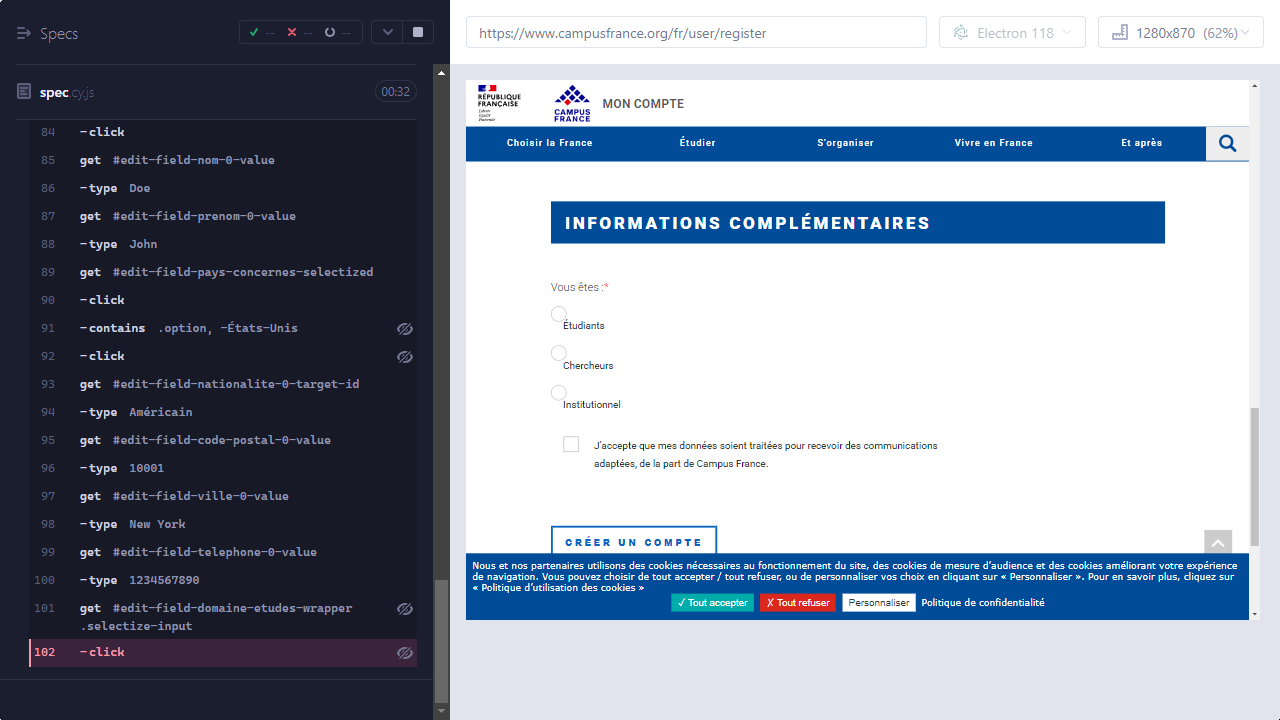 Specs
--
--
--
https://www.campusfrance.org/fr/user/register
Electron 118
1280x870 (62%)
spec.cy.js
00:32
84 -click
85 get #edit-field-nom-0-value
86 -type Doe
87 get #edit-field-prenom-0-value
88 -type John
89 get #edit-field-pays-concernes-selectized
90 -click
91 -contains .option, -États-Unis
92 -click
93 get #edit-field-nationalite-0-target-id
94 -type Américain
95 get #edit-field-code-postal-0-value
96 -type 10001
97 get #edit-field-ville-0-value
98 -type New York
99 get #edit-field-telephone-0-value
100 -type 1234567890
101 get #edit-field-domaine-etudes-wrapper
.selectize-input
102 -click
RÉPUBLIQUE
FRANÇAISE
Liberté
Égalité
Fraternité
CAMPUS
FRANCE
MON COMPTE
Choisir la France
Étudier
S'organiser
Vivre en France
Et après
INFORMATIONS COMPLÉMENTAIRES
Vous êtes :*
Étudiants
Chercheurs
Institutionnel
J'accepte que mes données soient traitées pour recevoir des communications
adaptées, de la part de Campus France.
CRÉER UN COMPTE
Nous et nos partenaires utilisons des cookies nécessaires au fonctionnement du site, des cookies de mesure d'audience et des cookies améliorant votre expérience
de navigation. Vous pouvez choisir de tout accepter / tout refuser, ou de personnaliser vos choix en cliquant sur « Personnaliser ». Pour en savoir plus, cliquez sur
« Politique d'utilisation des cookies »
✓ Tout accepter
✗ Tout refuser
Personnaliser
Politique de confidentialité